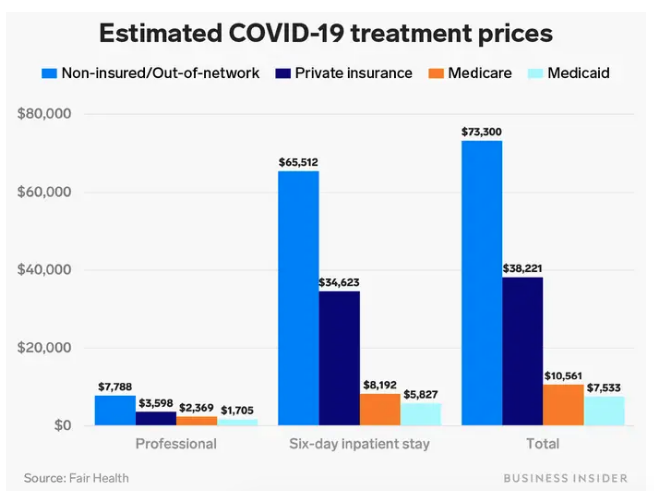 Estimated COVID-19 treatment prices
Non-insured/Out-of-network Private insurance Medicare Medicaid
$80,000
$60,000
$40,000
$20,000
$0
$7,788
$3,598
$2,369
$1,705
$65,512
$34,623
$8,192
$5,827
$73,300
$38,221
$10,561
$7,533
Professional
Six-day inpatient stay
Total
Source: Fair Health
BUSINESS INSIDER